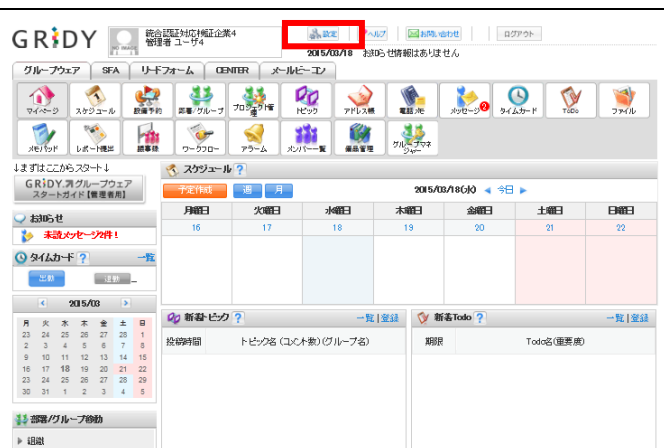 GRiDY
NO IMAGE
統合認証対応検証企業4
管理者 ユーザ4
設定
ヘルプ
お問い合わせ
ログアウト
2015/03/18 お知らせ情報はありません
グループウェア SFA リードフォーム CENTER メールビーコン
マイページ スケジュール 設備予約 部署/グループ プロジェクト管理 トピック アドレス帳 電話メモ メッセージ 2 タイムカード ToDo ファイル
メモパッド レポート機能 議事録 ワークフロー アラーム メンバー一覧 備品管理 グループマネジャー
↓まずはここからスタート↓
GRiDY.グループウェア
スタートガイド【管理者用】
お知らせ
未読メッセージ2件!
タイムカード ? 一覧
出勤 退勤
‹ 2015/03 ›
月 火 水 木 金 土 日
23 24 25 26 27 28 1
2 3 4 5 6 7 8
9 10 11 12 13 14 15
16 17 18 19 20 21 22
23 24 25 26 27 28 29
30 31 1 2 3 4 5
部署/グループ移動
▶ 組織
スケジュール ?
予定作成 週 月 2015/03/18(水) ◀ 今日 ▶
月曜日 火曜日 水曜日 木曜日 金曜日 土曜日 日曜日
16 17 18 19 20 21 22
新着トピック ? 一覧|登録
投稿時間 トピック名 (コメント数) (グループ名)
新着Todo ? 一覧|登録
期限 Todo名(重要度)